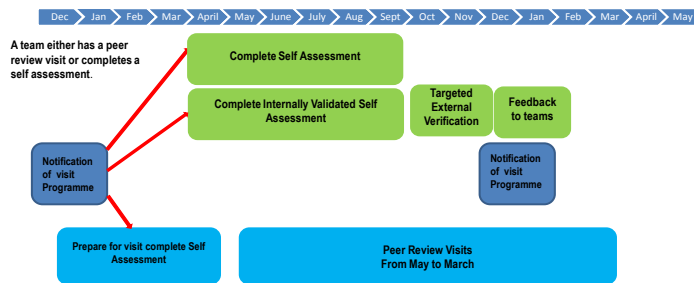 Dec Jan Feb Mar April May June July Aug Sep Oct Nov Dec Jan Feb Mar April May
A team either has a peer
review visit or completes a
self assessment.
Complete Self Assessment
Complete Internally Validated Self
Assessment
Targeted
External
Verification
Feedback
to teams
Notification
of visit
Programme
Notification
of visit
Programme
Prepare for visit complete Self
Assessment
Peer Review Visits
From May to March